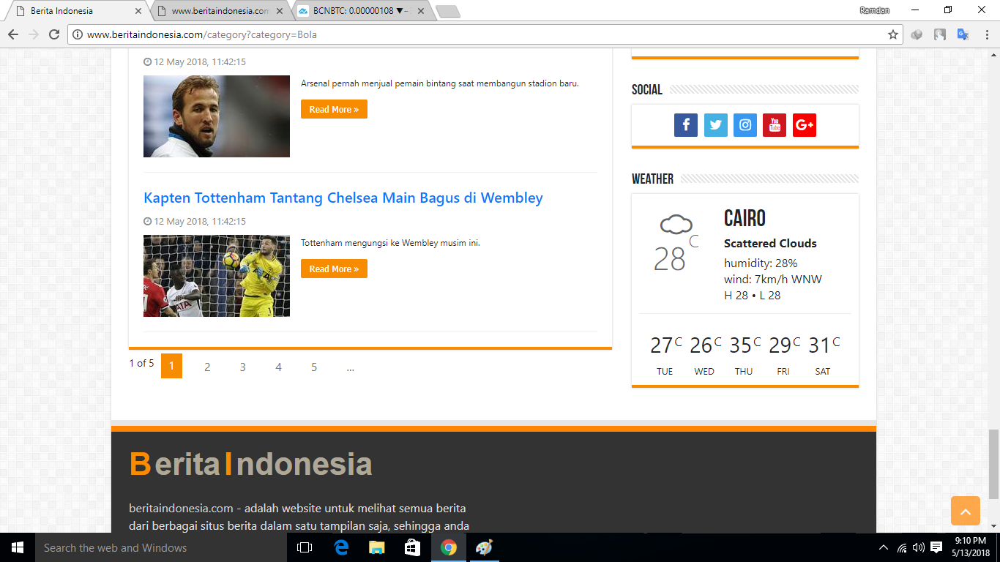 Berita Indonesia
www.beritaindonesia.com
BCNBTC: 0.00000108 ▼ −
Ramdan
www.beritaindonesia.com/category?category=Bola
12 May 2018, 11:42:15
Arsenal pernah menjual pemain bintang saat membangun stadion baru.
Read More »
Kapten Tottenham Tantang Chelsea Main Bagus di Wembley
12 May 2018, 11:42:15
Tottenham mengungsi ke Wembley musim ini.
AIA
Read More »
1 of 5 1 2 3 4 5 ...
SOCIAL
You Tube
G+
WEATHER
CAIRO
28 C
Scattered Clouds
humidity: 28%
wind: 7km/h WNW
H 28 • L 28
27 C 26 C 35 C 29 C 31 C
TUE WED THU FRI SAT
Berita Indonesia
beritaindonesia.com - adalah website untuk melihat semua berita
dari berbagai situs berita dalam satu tampilan saja, sehingga anda
Search the web and Windows
9:10 PM
5/13/2018